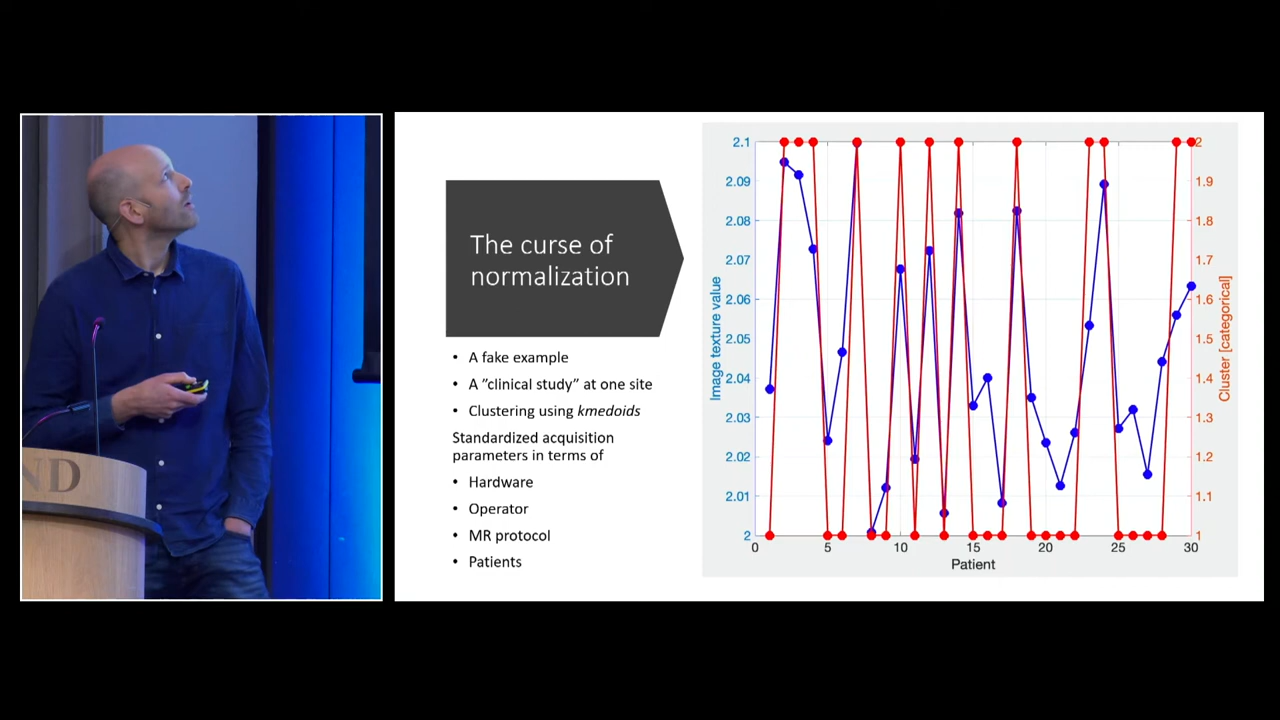 The curse of
normalization
• A fake example
• A ”clinical study” at one site
• Clustering using kmedoids
Standardized acquisition
parameters in terms of
• Hardware
• Operator
• MR protocol
• Patients
Image texture value
2.1
2.09
2.08
2.07
2.06
2.05
2.04
2.03
2.02
2.01
2
0 5 10 15 20 25 30
Patient
2
1.9
1.8
1.7
1.6
1.5
1.4
1.3
1.2
1.1
1
Cluster [categorical]
ND